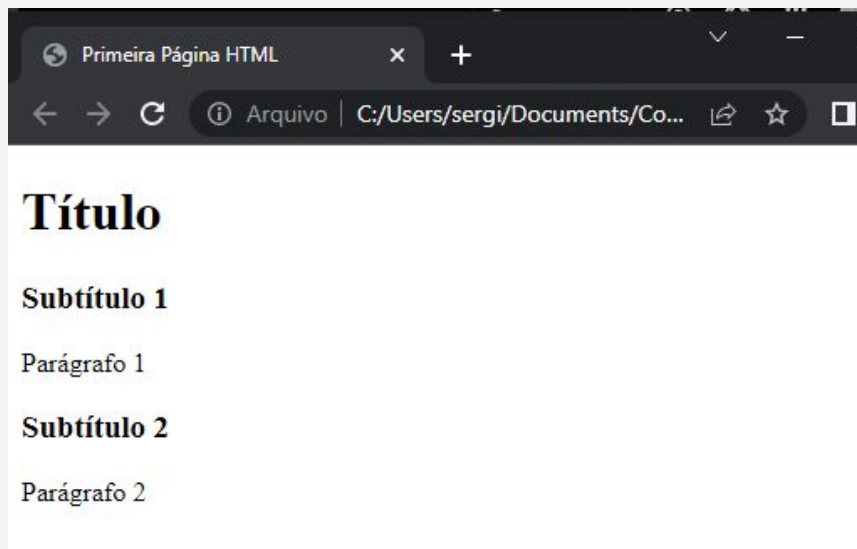 Primeira Página HTML
Arquivo | C:/Users/sergi/Documents/Co...
Título
Subtítulo 1
Parágrafo 1
Subtítulo 2
Parágrafo 2